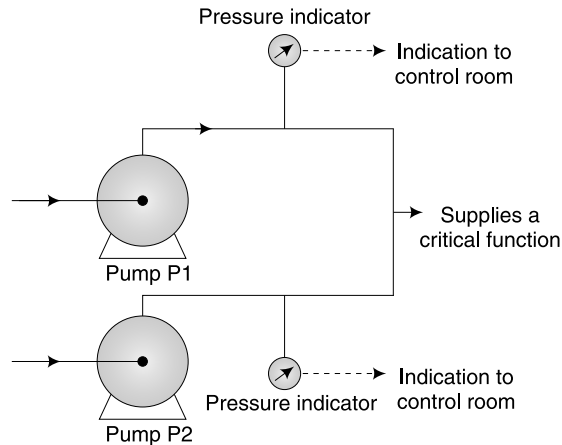 Pressure indicator
Indication to
control room
Pump P1
Supplies a
critical function
Pump P2
Pressure indicator
Indication to
control room